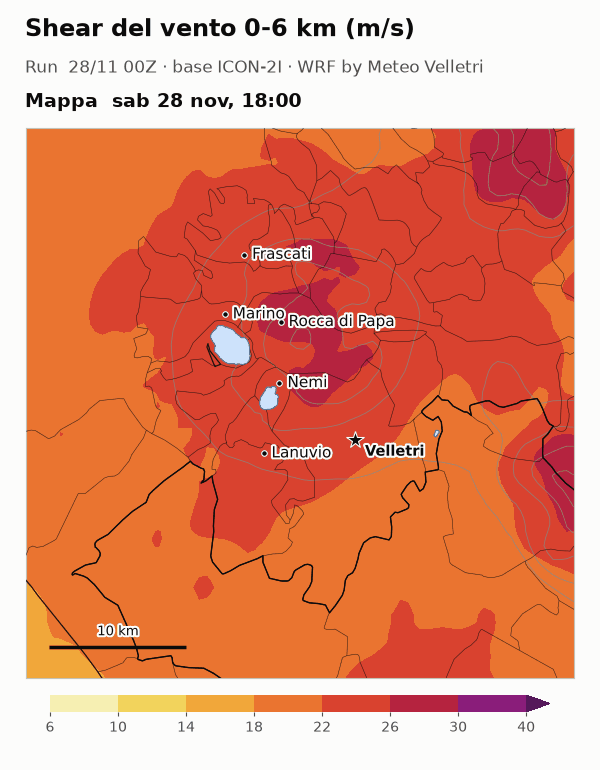 Shear del vento 0-6 km (m/s)
Run  28/11 00Z · base ICON-2I · WRF by Meteo Velletri
Mappa  sab 28 nov, 18:00
Frascati
Marino
Rocca di Papa
Nemi
Velletri
Lanuvio
10 km
6 10 14 18 22 26 30 40